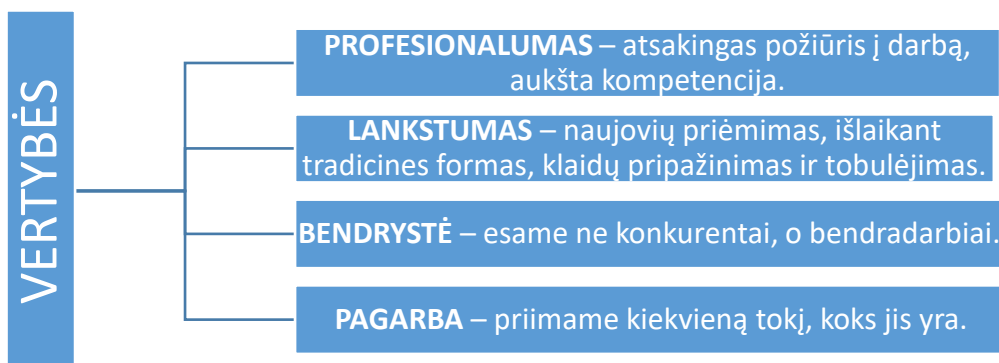 VERTYBĖS
PROFESIONALUMAS – atsakingas požiūris į darbą,
aukšta kompetencija.
LANKSTUMAS – naujovių priėmimas, išlaikant
tradicines formas, klaidų pripažinimas ir tobulėjimas.
BENDRYSTĖ – esame ne konkurentai, o bendradarbiai.
PAGARBA – priimame kiekvieną tokį, koks jis yra.